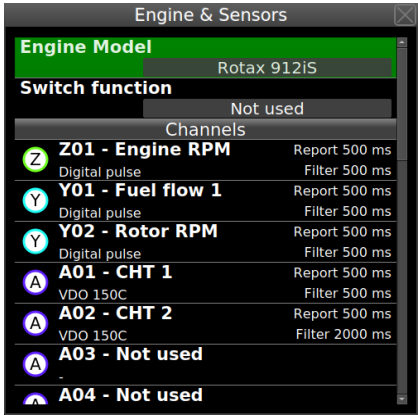 Engine & Sensors
Engine Model
Rotax 912iS
Switch function
Not used
Channels
Z Z01 - Engine RPM Report 500 ms
Digital pulse Filter 500 ms
Y Y01 - Fuel flow 1 Report 500 ms
Digital pulse Filter 500 ms
Y Y02 - Rotor RPM Report 500 ms
Digital pulse Filter 500 ms
A A01 - CHT 1 Report 500 ms
VDO 150C Filter 500 ms
A A02 - CHT 2 Report 500 ms
VDO 150C Filter 2000 ms
A A03 - Not used
-
A A04 - Not used